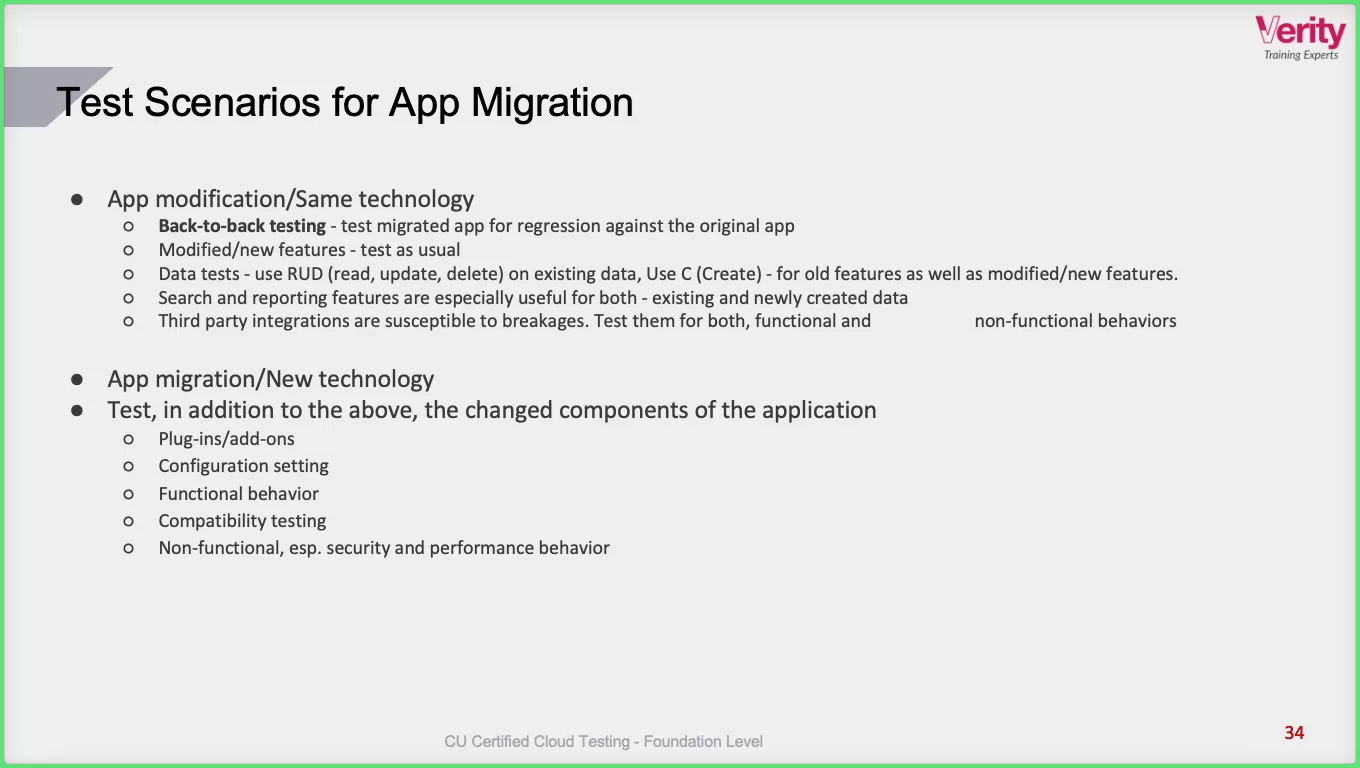 Verity
Training Experts
Test Scenarios for App Migration
● App modification/Same technology
○ Back-to-back testing - test migrated app for regression against the original app
○ Modified/new features - test as usual
○ Data tests - use RUD (read, update, delete) on existing data, Use C (Create) - for old features as well as modified/new features.
○ Search and reporting features are especially useful for both - existing and newly created data
○ Third party integrations are susceptible to breakages. Test them for both, functional and non-functional behaviors
● App migration/New technology
● Test, in addition to the above, the changed components of the application
○ Plug-ins/add-ons
○ Configuration setting
○ Functional behavior
○ Compatibility testing
○ Non-functional, esp. security and performance behavior
CU Certified Cloud Testing - Foundation Level
34